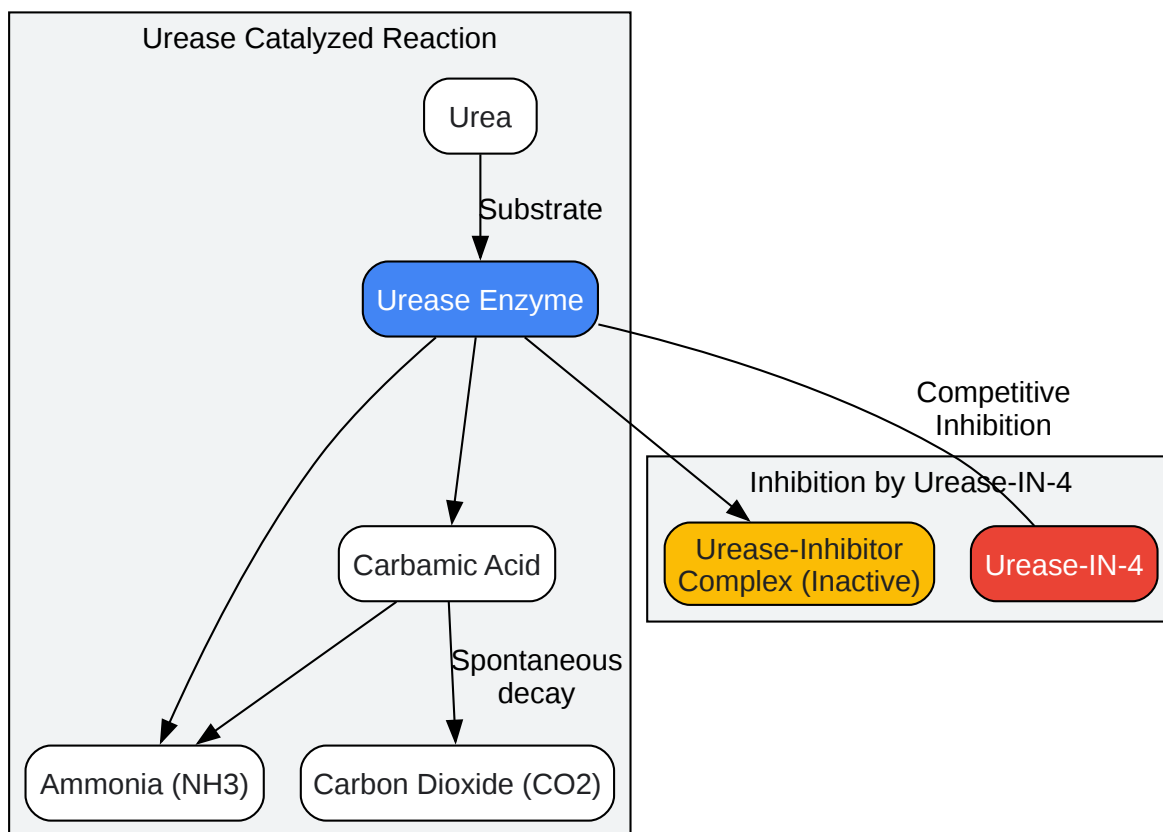 Urease Catalyzed Reaction
Urea
Substrate
Urease Enzyme
Competitive
Inhibition
Inhibition by Urease-IN-4
Urease-Inhibitor
Complex (Inactive)
Urease-IN-4
Carbamic Acid
Spontaneous
decay
Ammonia (NH3)
Carbon Dioxide (CO2)